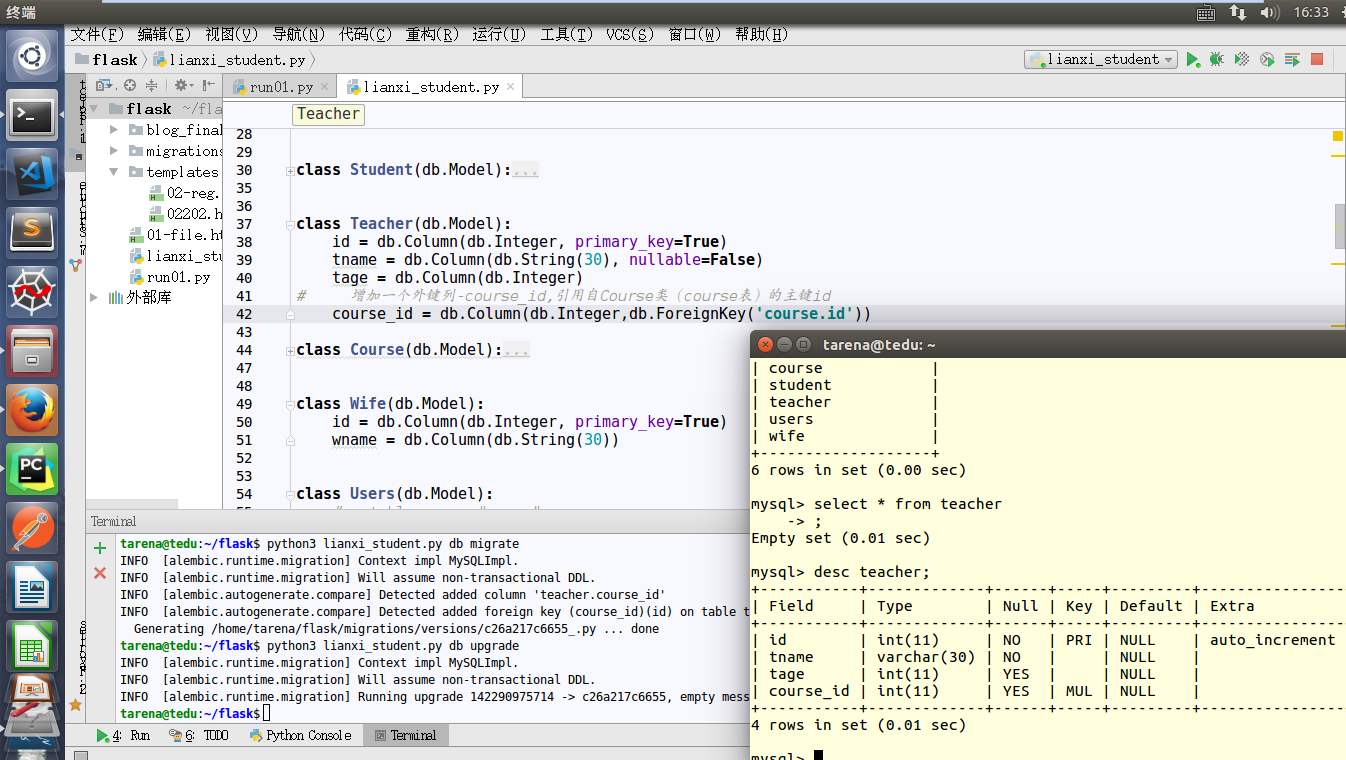 终端
16:33
文件(F) 编辑(E) 视图(V) 导航(N) 代码(C) 重构(R) 运行(U) 工具(T) VCS(S) 窗口(W) 帮助(H)
flask lianxi_student.py
lianxi_student
run01.py
lianxi_student.py
flask ~/fla
blog_final
migrations
templates
02-reg.
02202.h
01-file.ht
lianxi_stu
run01.py
外部库
Teacher
28
29
30 class Student(db.Model):...
35
36
37 class Teacher(db.Model):
38 id = db.Column(db.Integer, primary_key=True)
39 tname = db.Column(db.String(30), nullable=False)
40 tage = db.Column(db.Integer)
41 # 增加一个外键列-course_id,引用自Course类（course表）的主键id
42 course_id = db.Column(db.Integer,db.ForeignKey('course.id'))
43
44 class Course(db.Model):...
47
48
49 class Wife(db.Model):
50 id = db.Column(db.Integer, primary_key=True)
51 wname = db.Column(db.String(30))
52
53
54 class Users(db.Model):
Terminal
tarena@tedu:~/flask$ python3 lianxi_student.py db migrate
INFO [alembic.runtime.migration] Context impl MySQLImpl.
INFO [alembic.runtime.migration] Will assume non-transactional DDL.
INFO [alembic.autogenerate.compare] Detected added column 'teacher.course_id'
INFO [alembic.autogenerate.compare] Detected added foreign key (course_id)(id) on table t
Generating /home/tarena/flask/migrations/versions/c26a217c6655_.py ... done
tarena@tedu:~/flask$ python3 lianxi_student.py db upgrade
INFO [alembic.runtime.migration] Context impl MySQLImpl.
INFO [alembic.runtime.migration] Will assume non-transactional DDL.
INFO [alembic.runtime.migration] Running upgrade 142290975714 -> c26a217c6655, empty mess
tarena@tedu:~/flask$
4: Run 6: TODO Python Console Terminal
tarena@tedu: ~
| course |
| student |
| teacher |
| users |
| wife |
+-------------------+
6 rows in set (0.00 sec)
mysql> select * from teacher
-> ;
Empty set (0.01 sec)
mysql> desc teacher;
+-----------+-------------+------+-----+---------+----------------
| Field | Type | Null | Key | Default | Extra
+-----------+-------------+------+-----+---------+----------------
| id | int(11) | NO | PRI | NULL | auto_increment
| tname | varchar(30) | NO | | NULL |
| tage | int(11) | YES | | NULL |
| course_id | int(11) | YES | MUL | NULL |
+-----------+-------------+------+-----+---------+----------------
4 rows in set (0.01 sec)
mysql>